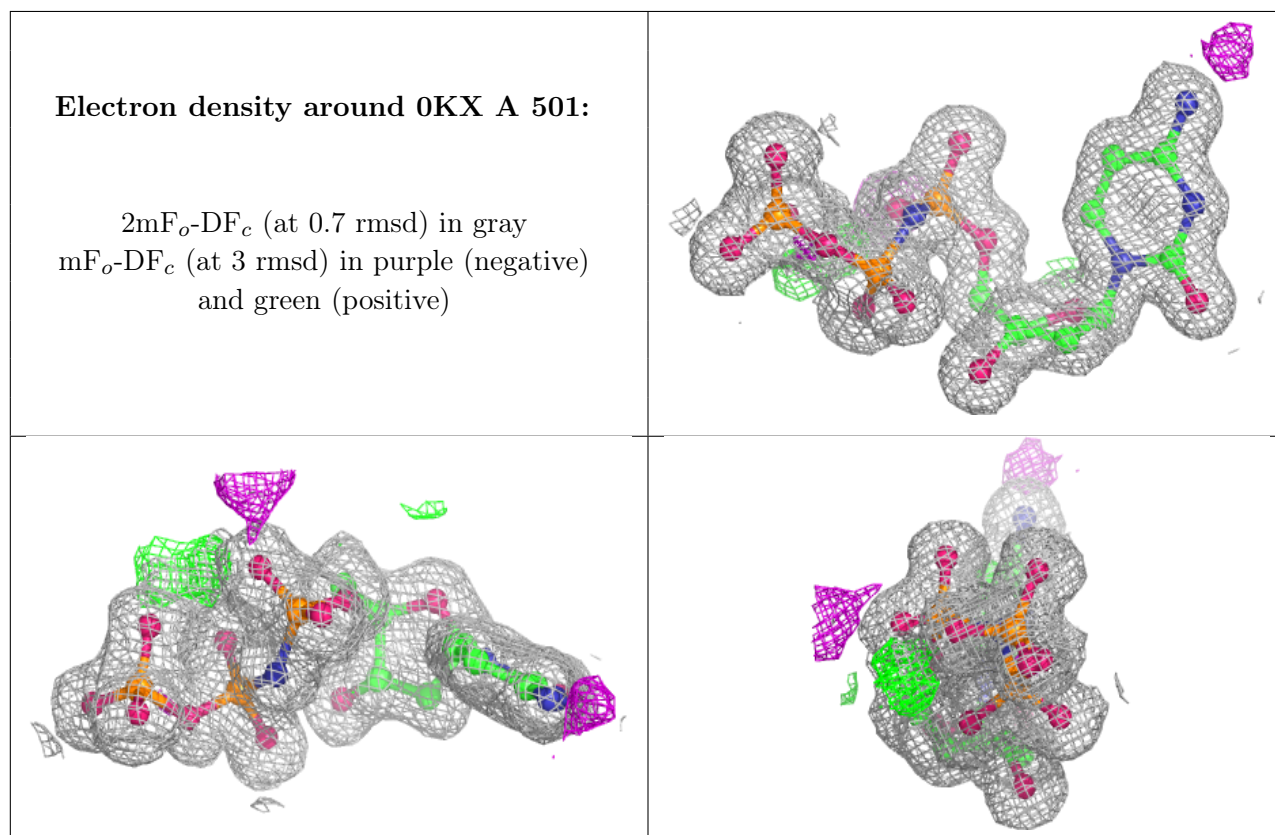 Electron density around 0KX A 501:
2mFₒ-DF𝒸 (at 0.7 rmsd) in gray
mFₒ-DF𝒸 (at 3 rmsd) in purple (negative)
and green (positive)